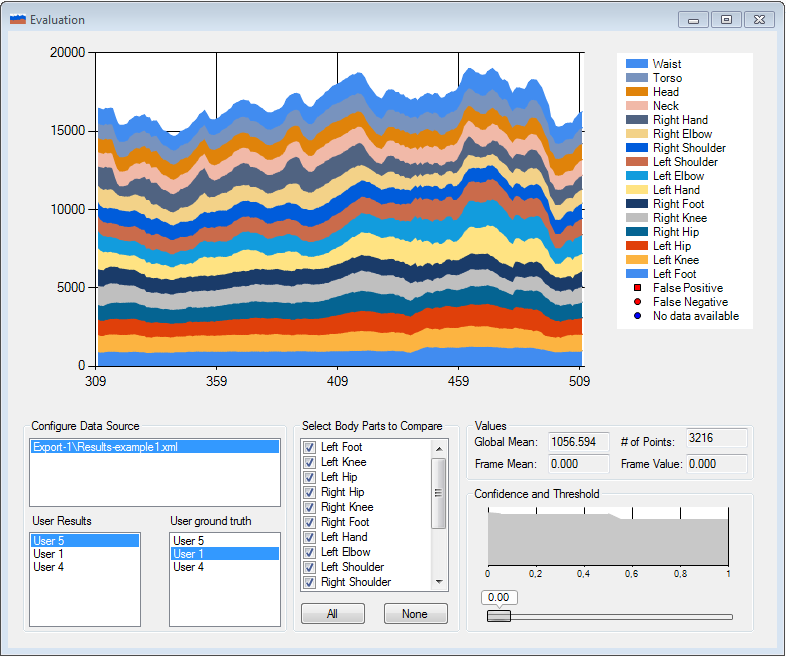 Evaluation
20000
15000
10000
5000
0
309 359 409 459 509
Waist
Torso
Head
Neck
Right Hand
Right Elbow
Right Shoulder
Left Shoulder
Left Elbow
Left Hand
Right Foot
Right Knee
Right Hip
Left Hip
Left Knee
Left Foot
False Positive
False Negative
No data available
Configure Data Source
Export-1\Results-example1.xml
User Results
User 5
User 1
User 4
User ground truth
User 5
User 1
User 4
Select Body Parts to Compare
Left Foot
Left Knee
Left Hip
Right Hip
Right Knee
Right Foot
Left Hand
Left Elbow
Left Shoulder
Right Shoulder
All None
Values
Global Mean: 1056.594 # of Points: 3216
Frame Mean: 0.000 Frame Value: 0.000
Confidence and Threshold
0 0,2 0,4 0,6 0,8 1
0.00